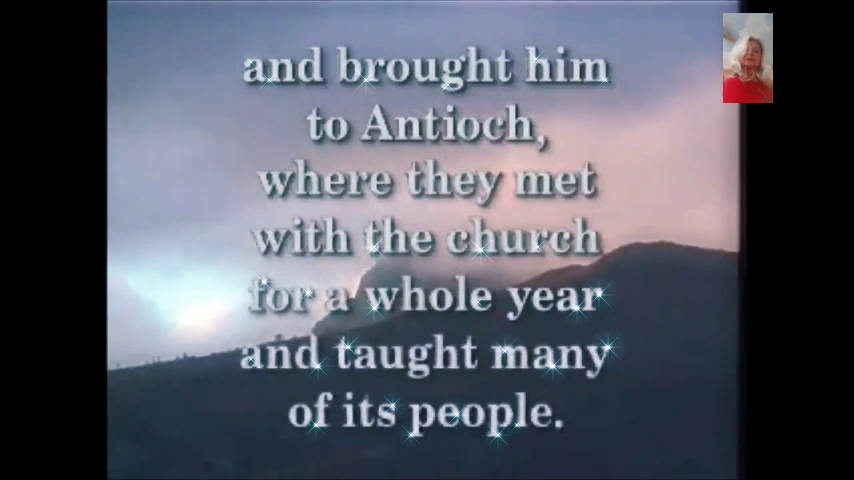 and brought him
to Antioch,
where they met
with the church
for a whole year
and taught many
of its people.